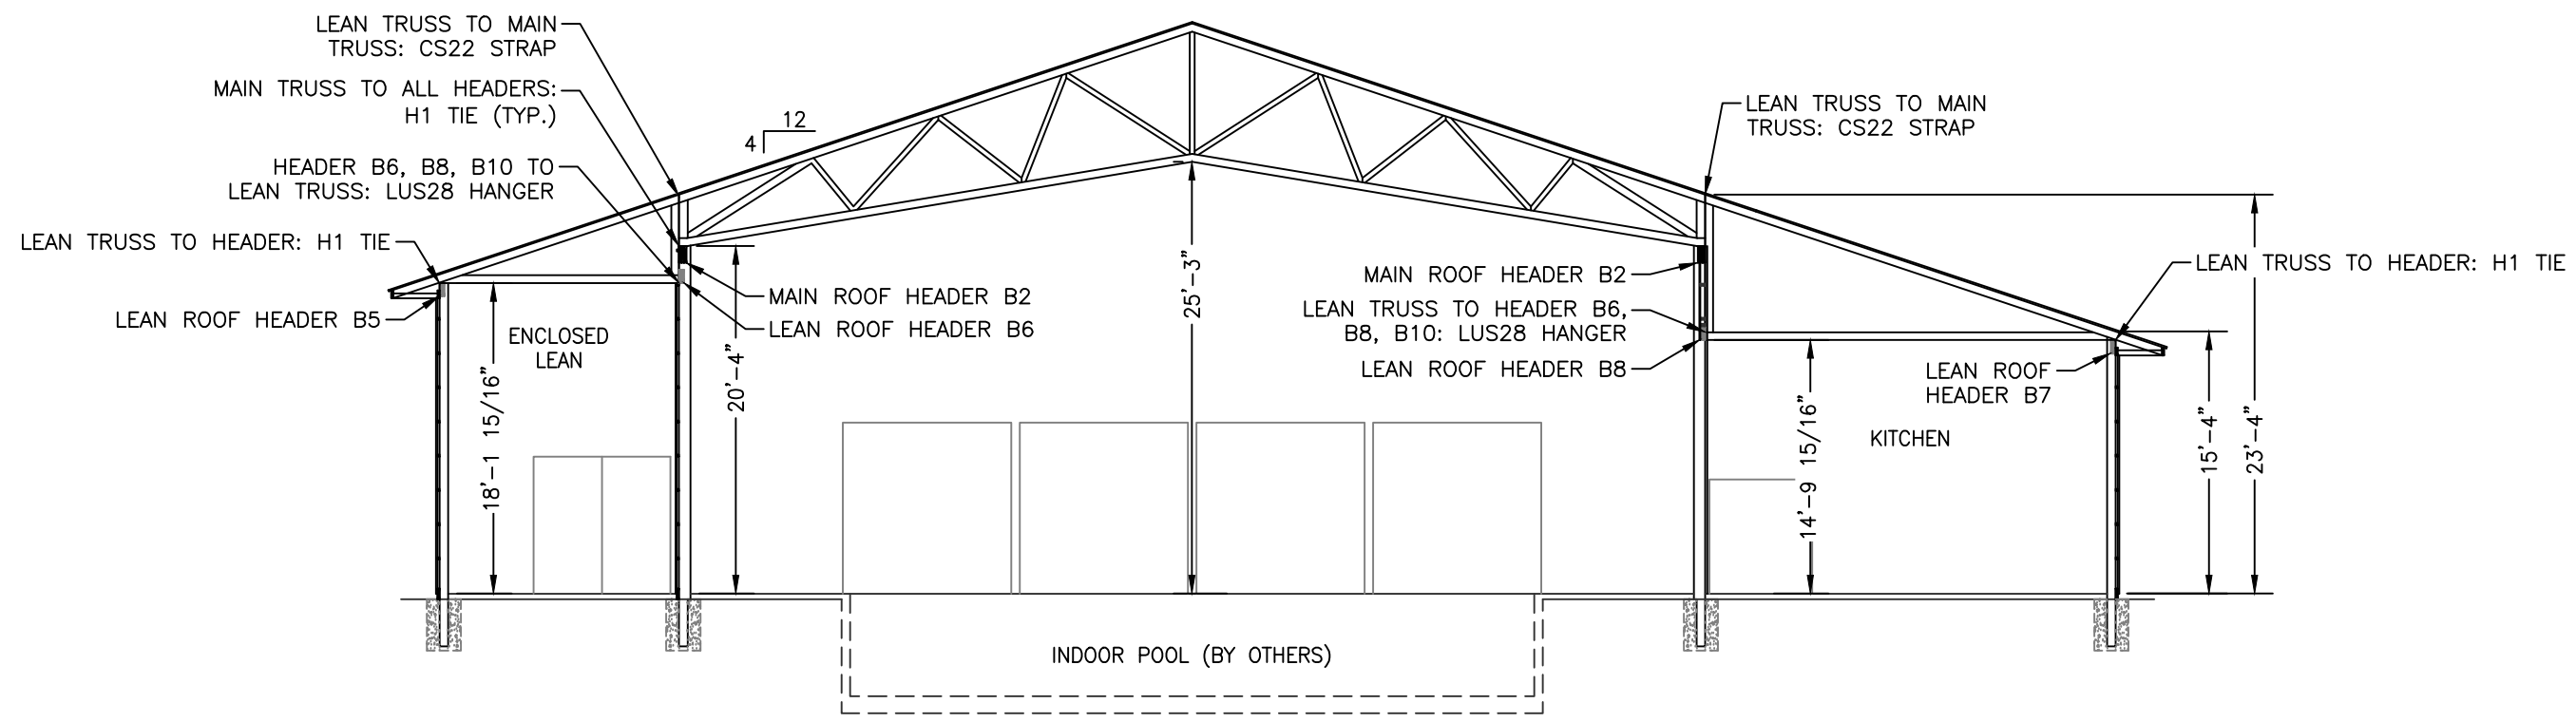 LEAN TRUSS TO MAIN
TRUSS: CS22 STRAP
MAIN TRUSS TO ALL HEADERS:
H1 TIE (TYP.)
HEADER B6, B8, B10 TO
LEAN TRUSS: LUS28 HANGER
LEAN TRUSS TO HEADER: H1 TIE
LEAN ROOF HEADER B5
12
4
ENCLOSED
LEAN
18'-1 15/16"
MAIN ROOF HEADER B2
LEAN ROOF HEADER B6
20'-4"
25'-3"
MAIN ROOF HEADER B2
LEAN TRUSS TO HEADER B6,
B8, B10: LUS28 HANGER
LEAN ROOF HEADER B8
LEAN TRUSS TO MAIN
TRUSS: CS22 STRAP
LEAN TRUSS TO HEADER: H1 TIE
LEAN ROOF
HEADER B7
KITCHEN
14'-9 15/16"
15'-4"
23'-4"
INDOOR POOL (BY OTHERS)